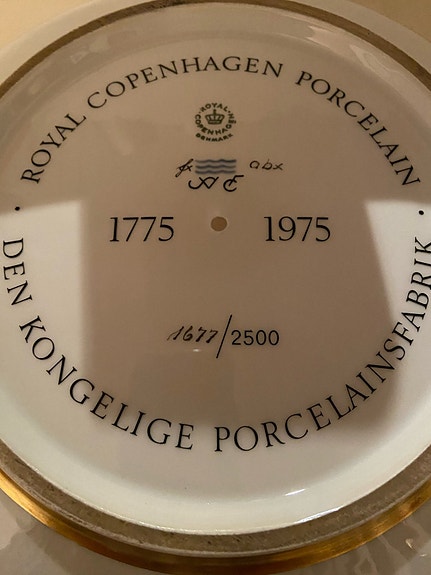 ROYAL COPENHAGEN PORCELAIN
ROYAL
COPENHAGEN
DENMARK
1775 1975
1677/2500
· DEN KONGELIGE PORCELAINSFABRIK ·